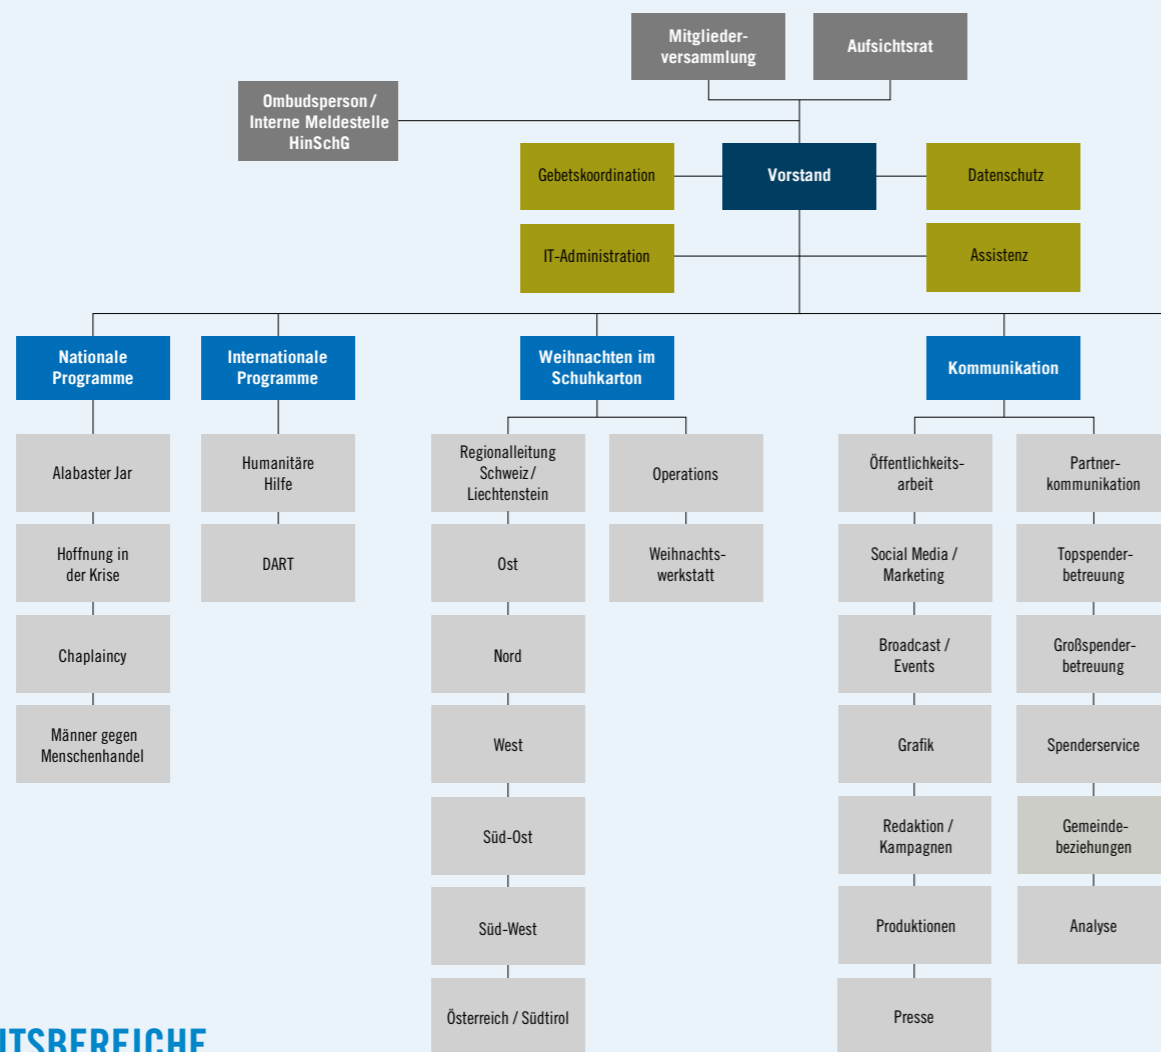 Mitglieder-
versammlung
Aufsichtsrat
Ombudsperson /
Interne Meldestelle
HinSchG
Gebetskoordination
Vorstand
Datenschutz
IT-Administration
Assistenz
Nationale
Programme
Internationale
Programme
Weihnachten im
Schuhkarton
Kommunikation
Alabaster Jar
Hoffnung in
der Krise
Chaplaincy
Männer gegen
Menschenhandel
Humanitäre
Hilfe
DART
Regionalleitung
Schweiz /
Liechtenstein
Ost
Nord
West
Süd-Ost
Süd-West
Österreich / Südtirol
Operations
Weihnachts-
werkstatt
Öffentlichkeits-
arbeit
Social Media /
Marketing
Broadcast /
Events
Grafik
Redaktion /
Kampagnen
Produktionen
Presse
Partner-
kommunikation
Topspender-
betreuung
Großspender-
betreuung
Spenderservice
Gemeinde-
beziehungen
Analyse
ITSBEREICHE